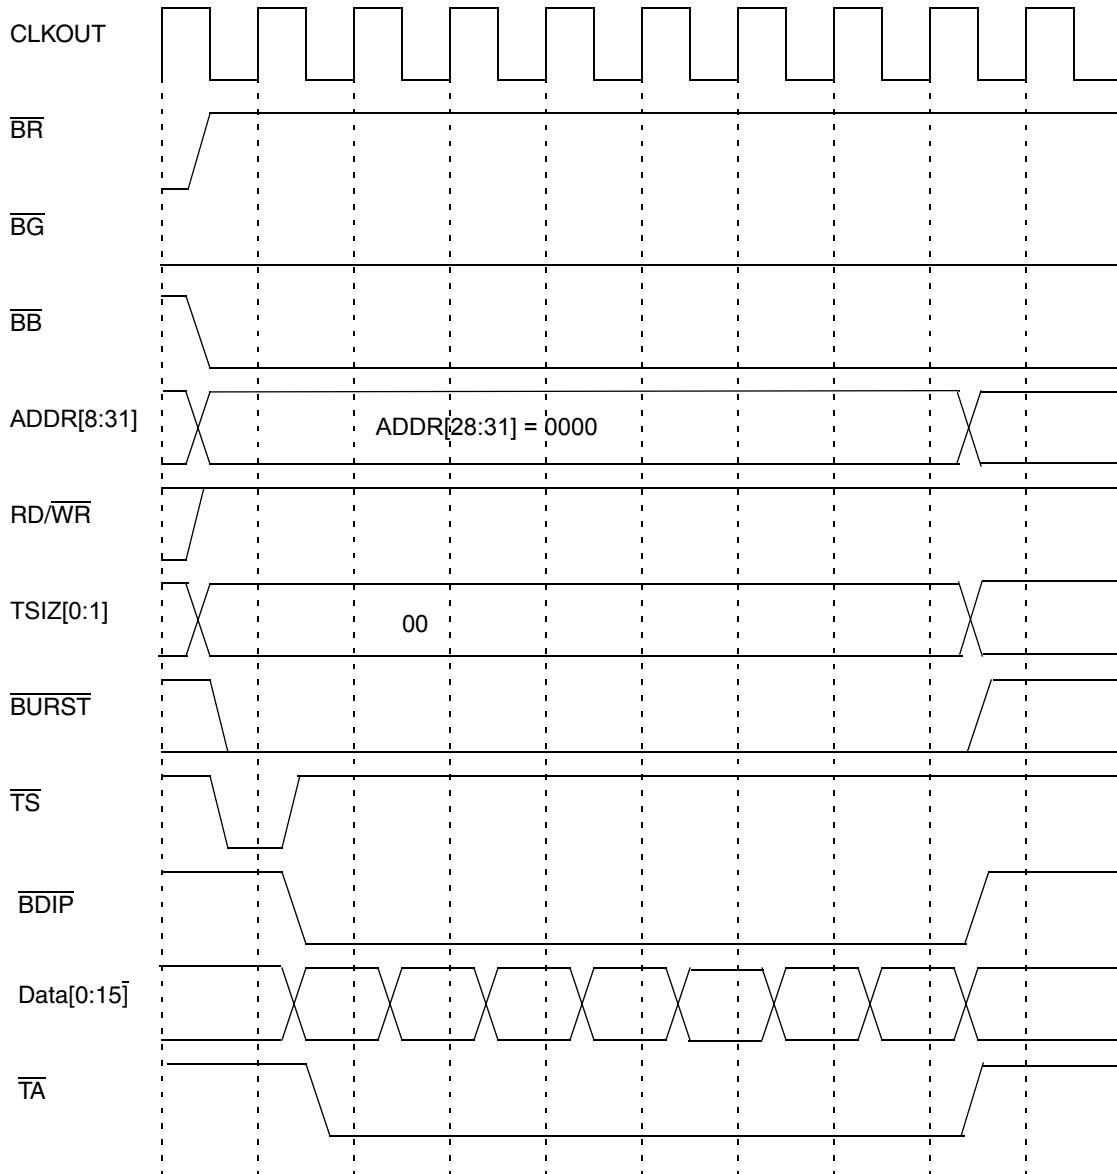 CLKOUT
BR
BG
BB
ADDR[8:31]
ADDR[28:31] = 0000
RD/WR
TSIZ[0:1]
00
BURST
TS
BDIP
Data[0:15]
TA